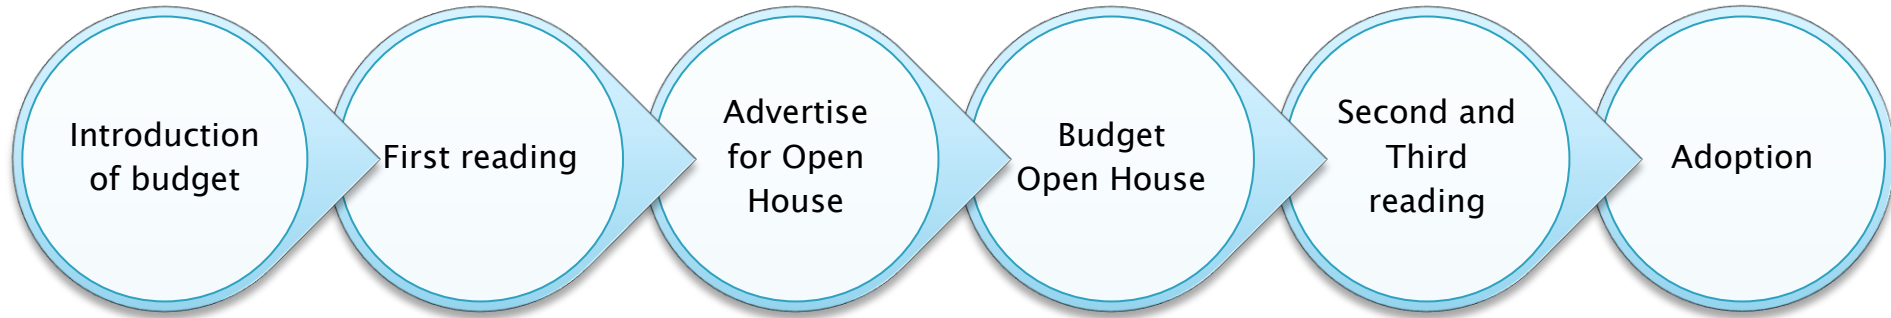 Introduction
of budget
First reading
Advertise
for Open
House
Budget
Open House
Second and
Third
reading
Adoption